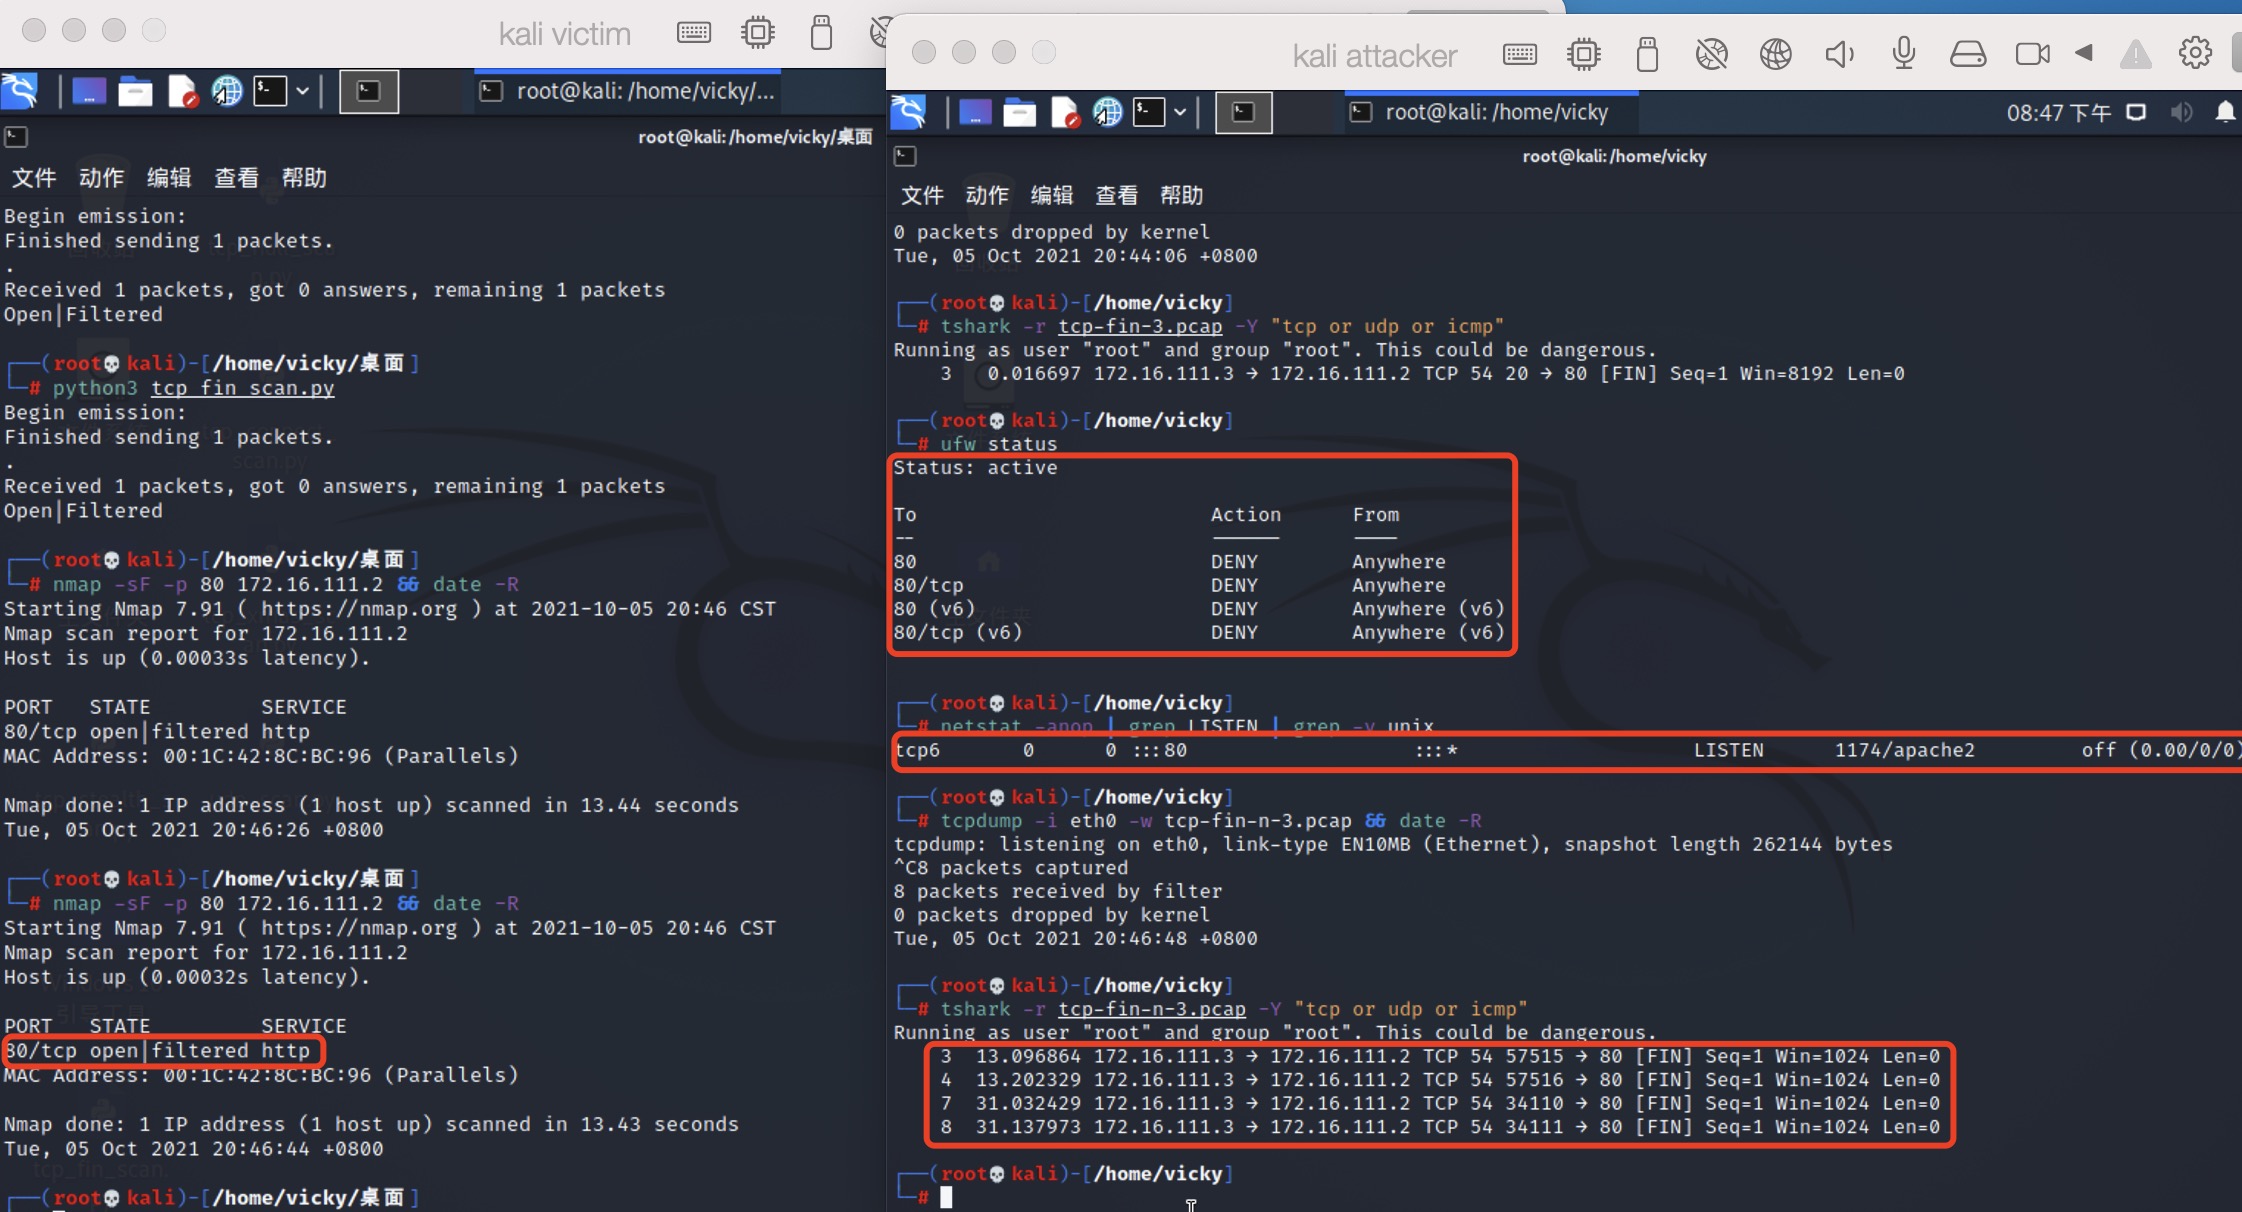 kali victim
root@kali: /home/vicky/...
root@kali: /home/vicky/桌面
文件 动作 编辑 查看 帮助
Begin emission:
Finished sending 1 packets.
.
Received 1 packets, got 0 answers, remaining 1 packets
Open|Filtered
(root💀kali)-[/home/vicky/桌面]
# python3 tcp_fin_scan.py
Begin emission:
Finished sending 1 packets.
.
Received 1 packets, got 0 answers, remaining 1 packets
Open|Filtered
(root💀kali)-[/home/vicky/桌面]
# nmap -sF -p 80 172.16.111.2 && date -R
Starting Nmap 7.91 ( https://nmap.org ) at 2021-10-05 20:46 CST
Nmap scan report for 172.16.111.2
Host is up (0.00033s latency).
PORT STATE SERVICE
80/tcp open|filtered http
MAC Address: 00:1C:42:8C:BC:96 (Parallels)
Nmap done: 1 IP address (1 host up) scanned in 13.44 seconds
Tue, 05 Oct 2021 20:46:26 +0800
(root💀kali)-[/home/vicky/桌面]
# nmap -sF -p 80 172.16.111.2 && date -R
Starting Nmap 7.91 ( https://nmap.org ) at 2021-10-05 20:46 CST
Nmap scan report for 172.16.111.2
Host is up (0.00032s latency).
PORT STATE SERVICE
80/tcp open|filtered http
MAC Address: 00:1C:42:8C:BC:96 (Parallels)
Nmap done: 1 IP address (1 host up) scanned in 13.43 seconds
Tue, 05 Oct 2021 20:46:44 +0800
(root💀kali)-[/home/vicky/桌面]
kali attacker
root@kali: /home/vicky
08:47 下午
root@kali: /home/vicky
文件 动作 编辑 查看 帮助
0 packets dropped by kernel
Tue, 05 Oct 2021 20:44:06 +0800
(root💀kali)-[/home/vicky]
# tshark -r tcp-fin-3.pcap -Y "tcp or udp or icmp"
Running as user "root" and group "root". This could be dangerous.
3 0.016697 172.16.111.3 → 172.16.111.2 TCP 54 20 → 80 [FIN] Seq=1 Win=8192 Len=0
(root💀kali)-[/home/vicky]
# ufw status
Status: active
To Action From
-- ------ ----
80 DENY Anywhere
80/tcp DENY Anywhere
80 (v6) DENY Anywhere (v6)
80/tcp (v6) DENY Anywhere (v6)
(root💀kali)-[/home/vicky]
# netstat -anop | grep LISTEN | grep -v unix
tcp6 0 0 :::80 :::* LISTEN 1174/apache2 off (0.00/0/0)
(root💀kali)-[/home/vicky]
# tcpdump -i eth0 -w tcp-fin-n-3.pcap && date -R
tcpdump: listening on eth0, link-type EN10MB (Ethernet), snapshot length 262144 bytes
^C8 packets captured
8 packets received by filter
0 packets dropped by kernel
Tue, 05 Oct 2021 20:46:48 +0800
(root💀kali)-[/home/vicky]
# tshark -r tcp-fin-n-3.pcap -Y "tcp or udp or icmp"
Running as user "root" and group "root". This could be dangerous.
3 13.096864 172.16.111.3 → 172.16.111.2 TCP 54 57515 → 80 [FIN] Seq=1 Win=1024 Len=0
4 13.202329 172.16.111.3 → 172.16.111.2 TCP 54 57516 → 80 [FIN] Seq=1 Win=1024 Len=0
7 31.032429 172.16.111.3 → 172.16.111.2 TCP 54 34110 → 80 [FIN] Seq=1 Win=1024 Len=0
8 31.137973 172.16.111.3 → 172.16.111.2 TCP 54 34111 → 80 [FIN] Seq=1 Win=1024 Len=0
(root💀kali)-[/home/vicky]
#